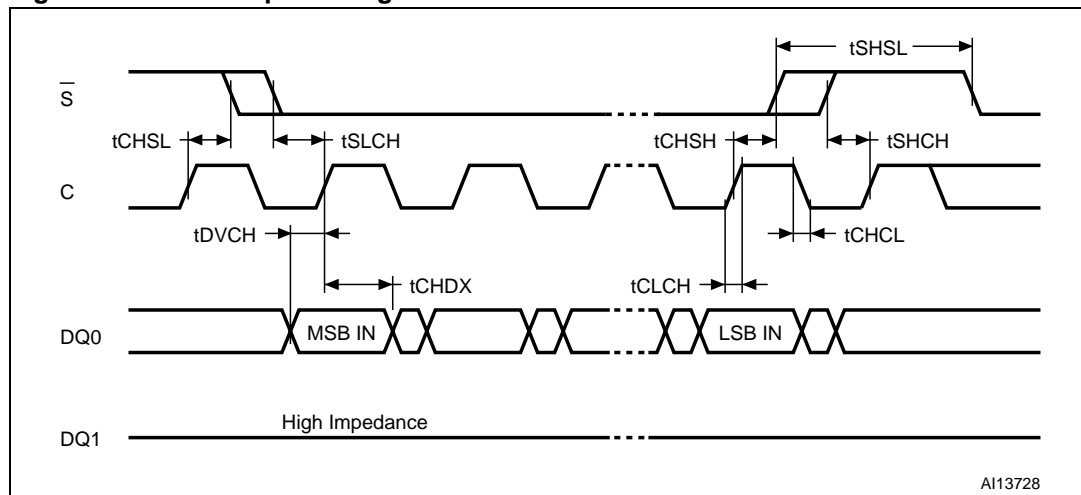 tSHSL
S
tCHSL
tSLCH
tCHSH
tSHCH
C
tDVCH
tCHCL
tCHDX
tCLCH
DQ0
MSB IN
LSB IN
High Impedance
DQ1
AI13728